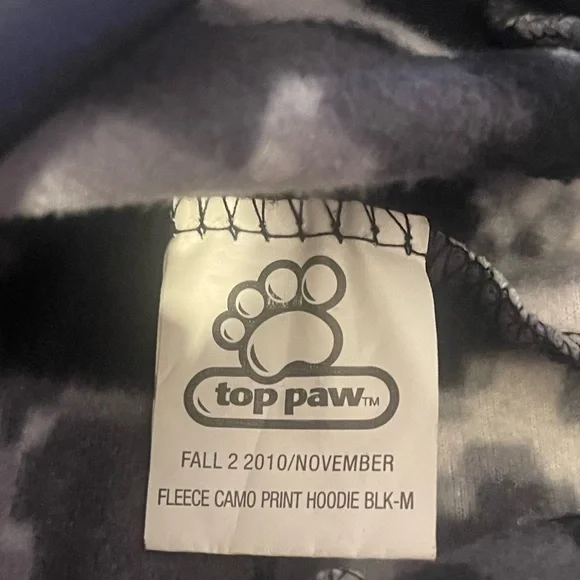 top paw™
FALL 2 2010/NOVEMBER
FLEECE CAMO PRINT HOODIE BLK-M